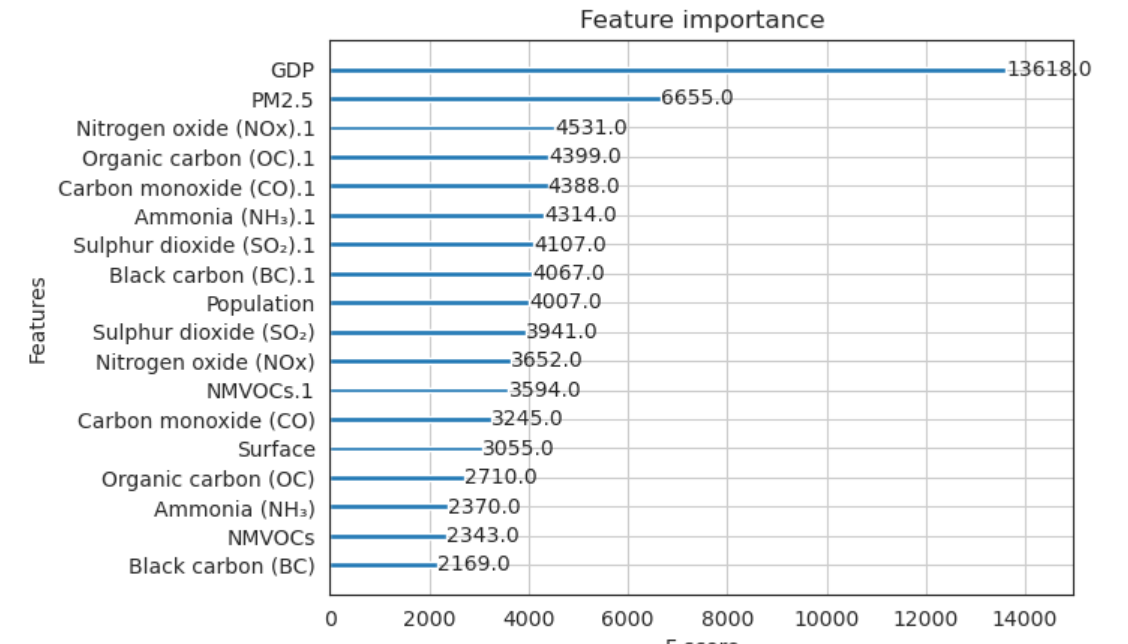 Feature importance
GDP 13618.0
PM2.5 6655.0
Nitrogen oxide (NOx).1 4531.0
Organic carbon (OC).1 4399.0
Carbon monoxide (CO).1 4388.0
Ammonia (NH₃).1 4314.0
Sulphur dioxide (SO₂).1 4107.0
Black carbon (BC).1 4067.0
Population 4007.0
Sulphur dioxide (SO₂) 3941.0
Nitrogen oxide (NOx) 3652.0
NMVOCs.1 3594.0
Carbon monoxide (CO) 3245.0
Surface 3055.0
Organic carbon (OC) 2710.0
Ammonia (NH₃) 2370.0
NMVOCs 2343.0
Black carbon (BC) 2169.0
Features
0 2000 4000 6000 8000 10000 12000 14000